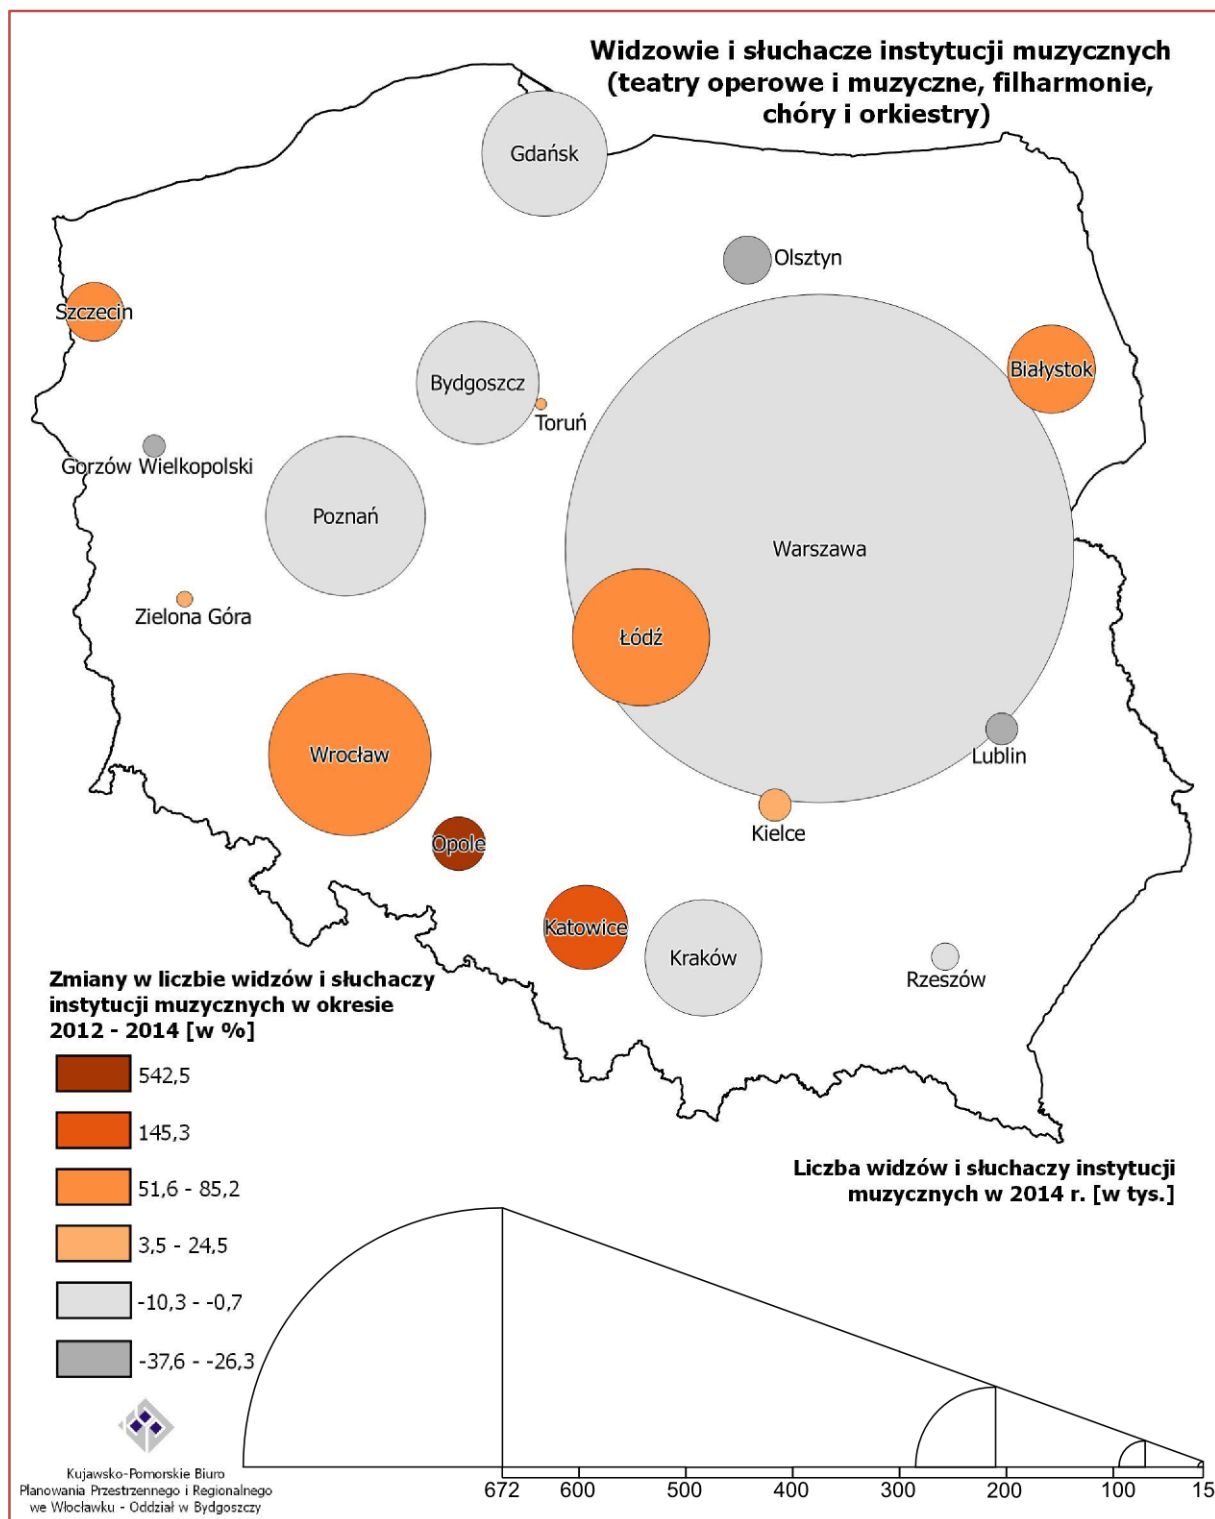 Widzowie i słuchacze instytucji muzycznych
(teatry operowe i muzyczne, filharmonie,
chóry i orkiestry)
Gdańsk
Olsztyn
Szczecin
Białystok
Bydgoszcz
Toruń
Gorzów Wielkopolski
Poznań
Warszawa
Zielona Góra
Łódź
Wrocław
Lublin
Kielce
Opole
Katowice
Kraków
Rzeszów
Zmiany w liczbie widzów i słuchaczy
instytucji muzycznych w okresie
2012 - 2014 [w %]
542,5
145,3
51,6 - 85,2
3,5 - 24,5
-10,3 - -0,7
-37,6 - -26,3
Liczba widzów i słuchaczy instytucji
muzycznych w 2014 r. [w tys.]
672 600 500 400 300 200 100 15
Kujawsko-Pomorskie Biuro
Planowania Przestrzennego i Regionalnego
we Włocławku - Oddział w Bydgoszczy